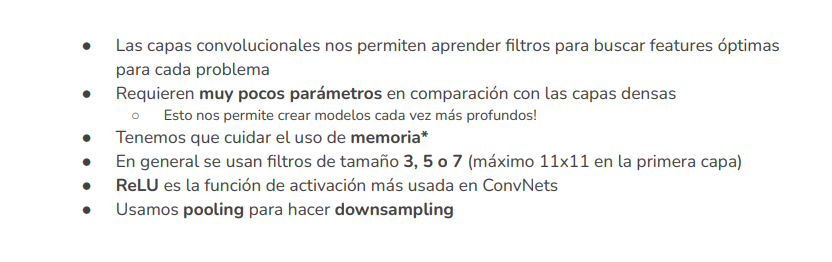 ● Las capas convolucionales nos permiten aprender filtros para buscar features óptimas
para cada problema
● Requieren muy pocos parámetros en comparación con las capas densas
○ Esto nos permite crear modelos cada vez más profundos!
● Tenemos que cuidar el uso de memoria*
● En general se usan filtros de tamaño 3, 5 o 7 (máximo 11x11 en la primera capa)
● ReLU es la función de activación más usada en ConvNets
● Usamos pooling para hacer downsampling